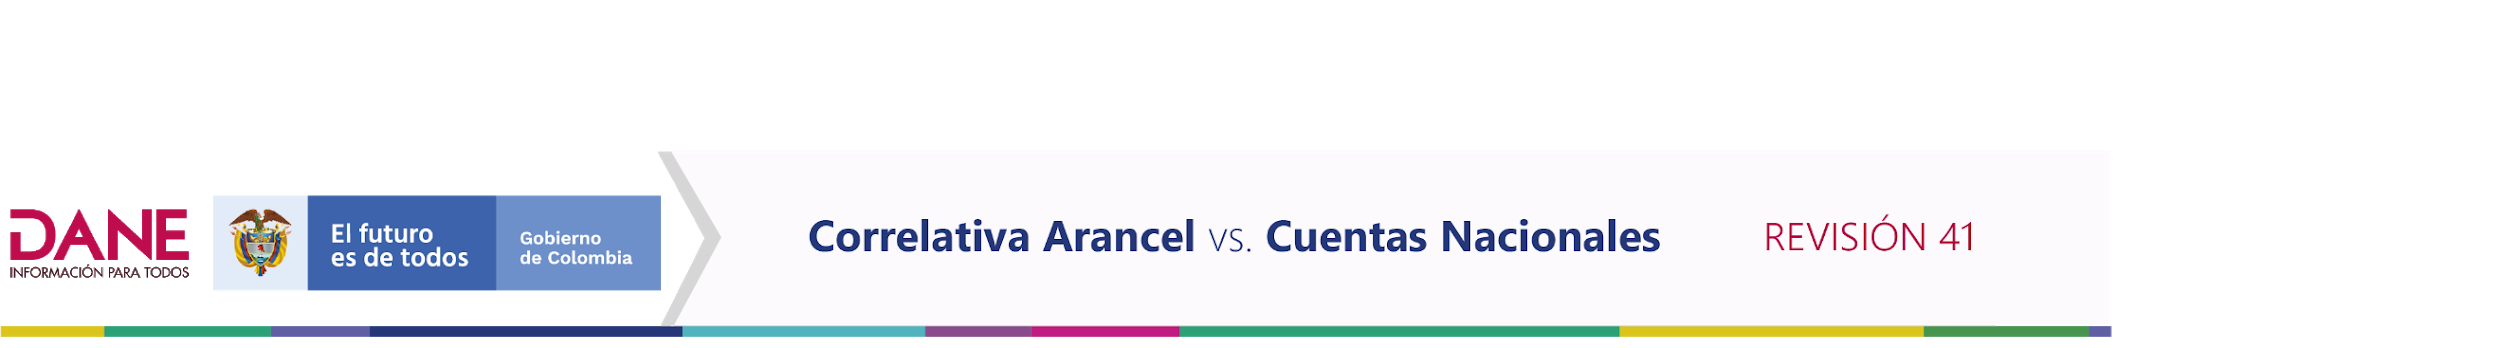 DANE
INFORMACIÓN PARA TODOS
El futuro
es de todos
Gobierno
de Colombia
Correlativa Arancel VS. Cuentas Nacionales
REVISIÓN 41